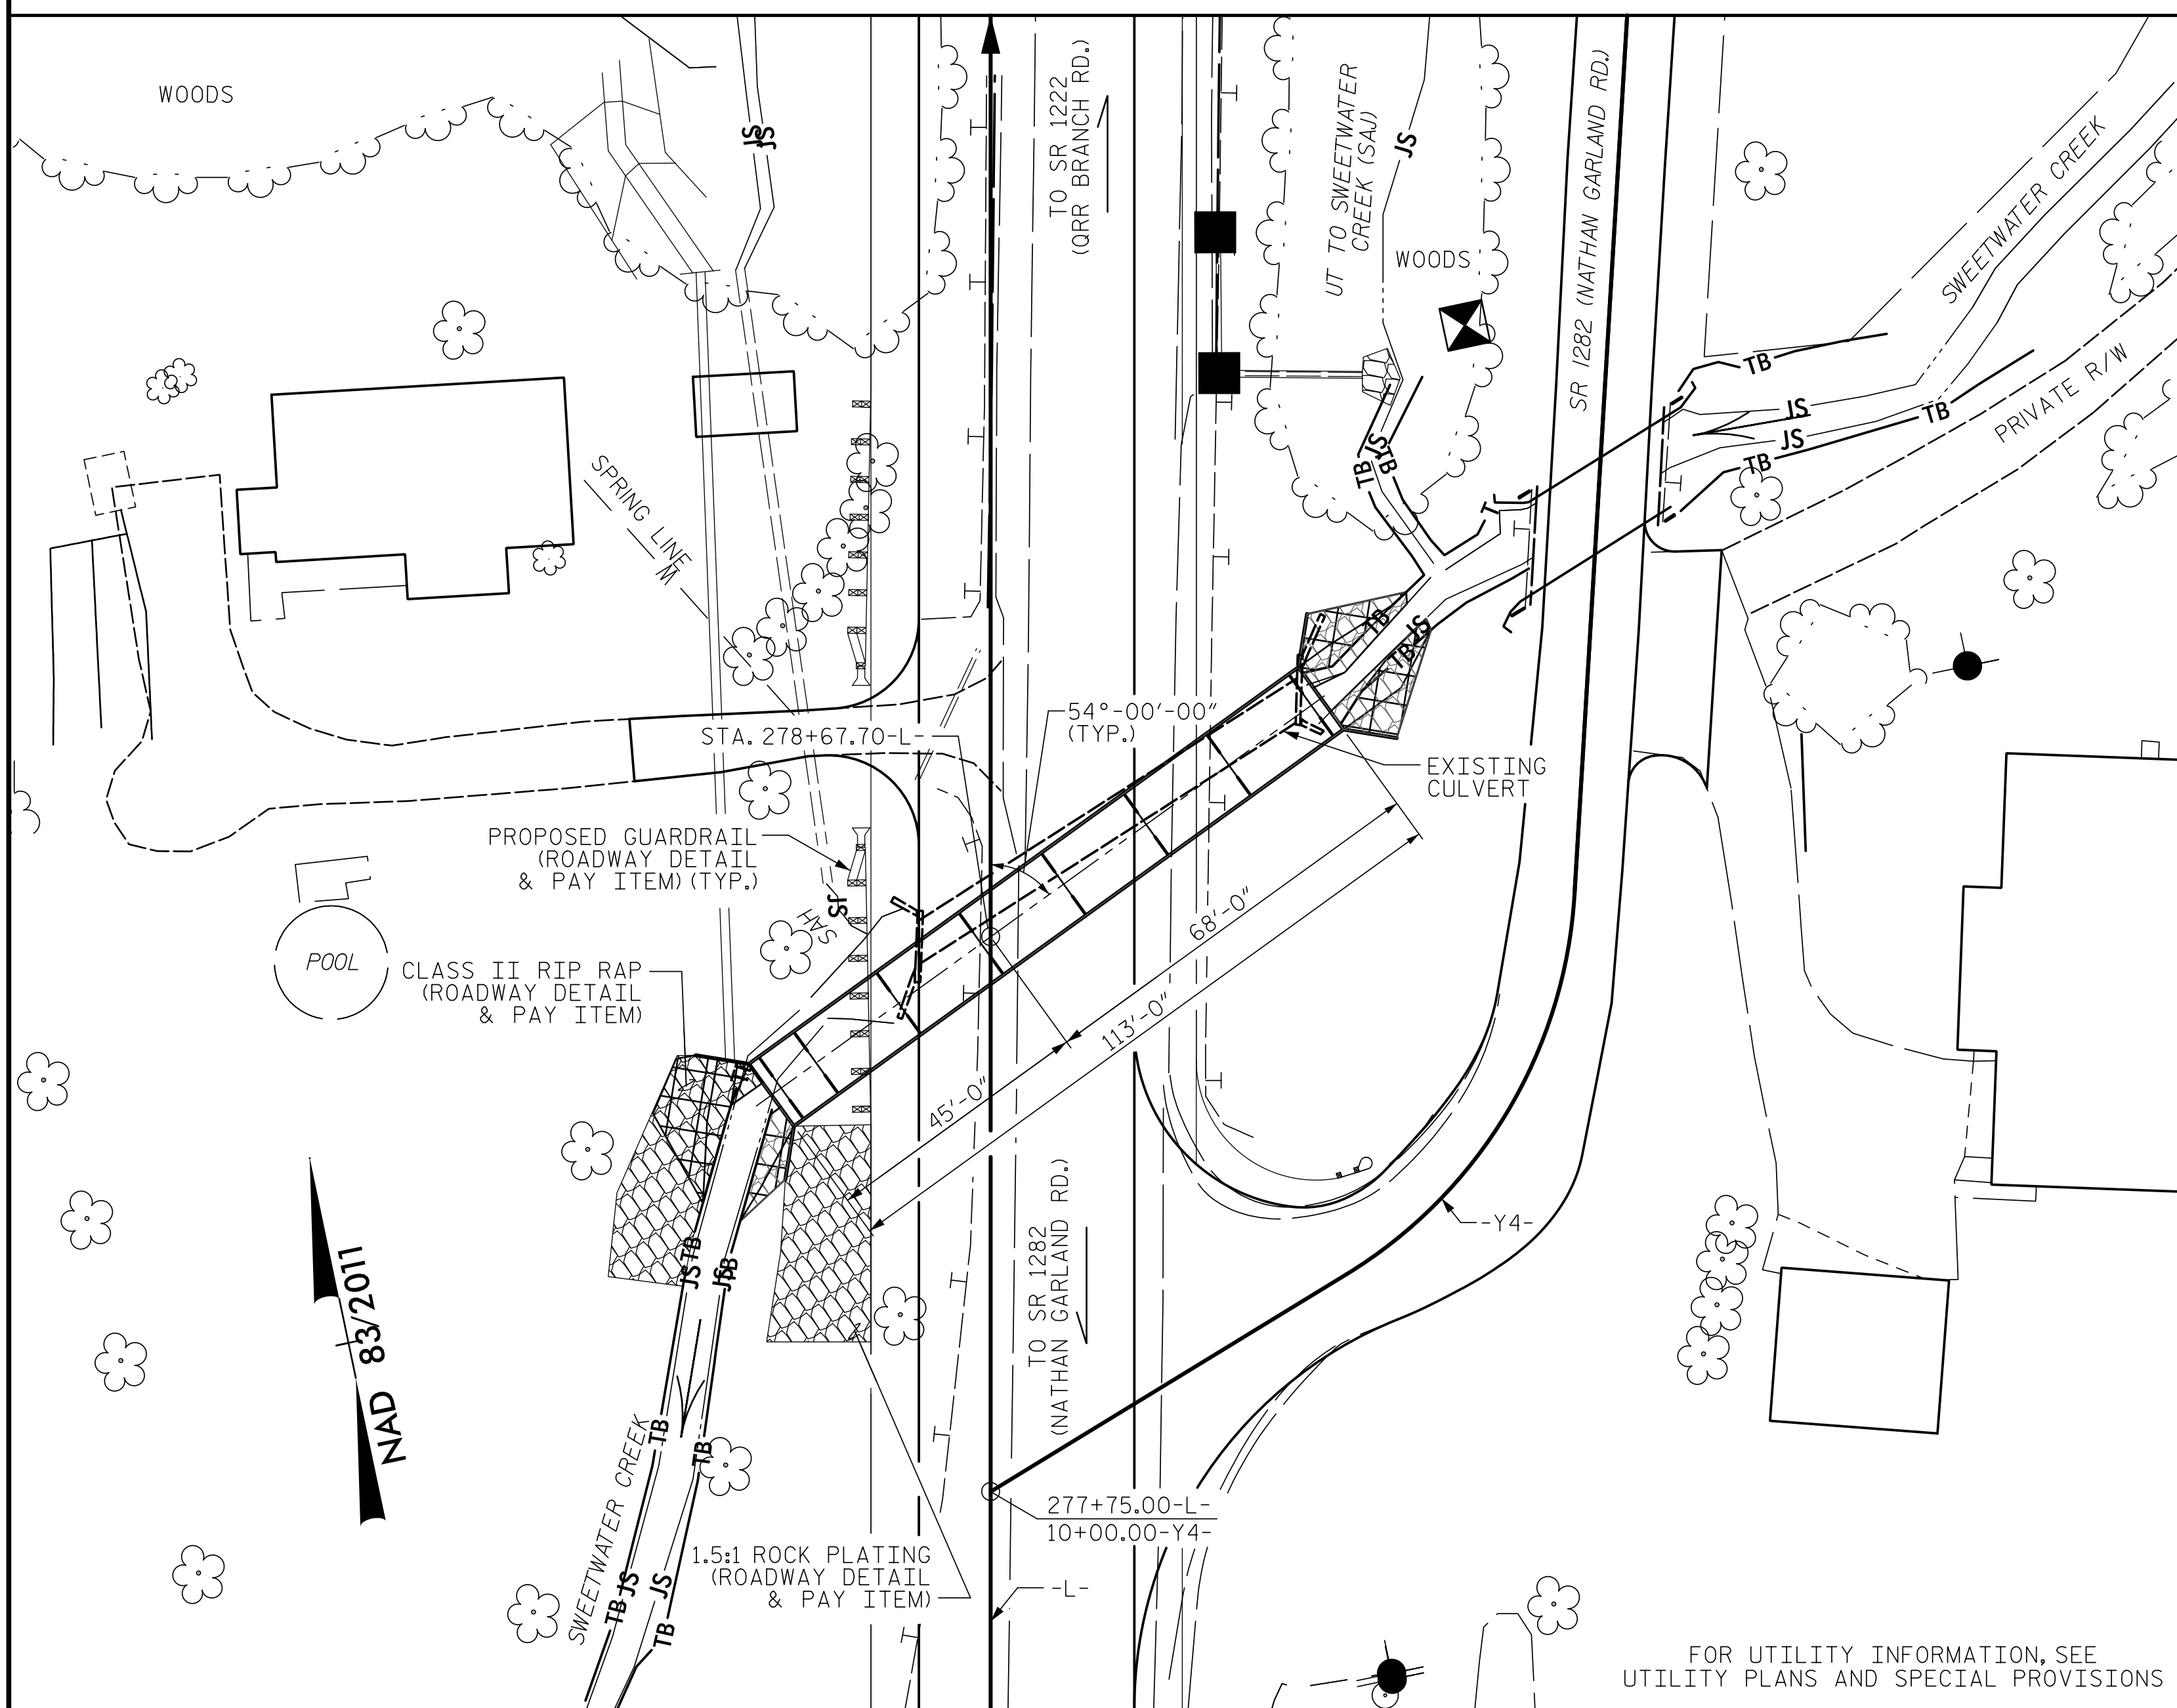 WOODS
TO SR 1222
(QRR BRANCH RD.)
UT TO SWEETWATER
CREEK (SAJ)
WOODS
SR 1282 (NATHAN GARLAND RD.)
SWEETWATER CREEK
PRIVATE R/W
JS
JS
JS
TB
JS
JS
TB
TB
TB
JS
TB
SPRING LINE
TB
JS
TB
54°-00'-00"
(TYP.)
STA. 278+67.70-L-
EXISTING
CULVERT
PROPOSED GUARDRAIL
(ROADWAY DETAIL
& PAY ITEM) (TYP.)
JS
SAH
POOL
CLASS II RIP RAP
(ROADWAY DETAIL
& PAY ITEM)
68'-0"
113'-0"
45'-0"
TB
TO SR 1282
(NATHAN GARLAND RD.)
-Y4-
NAD 83/2011
TB
JS
TB
JS
TB
TB
SWEETWATER CREEK
277+75.00-L-
10+00.00-Y4-
1.5:1 ROCK PLATING
(ROADWAY DETAIL
& PAY ITEM)
-L-
JS
TB
JS
TB
FOR UTILITY INFORMATION, SEE
UTILITY PLANS AND SPECIAL PROVISIONS